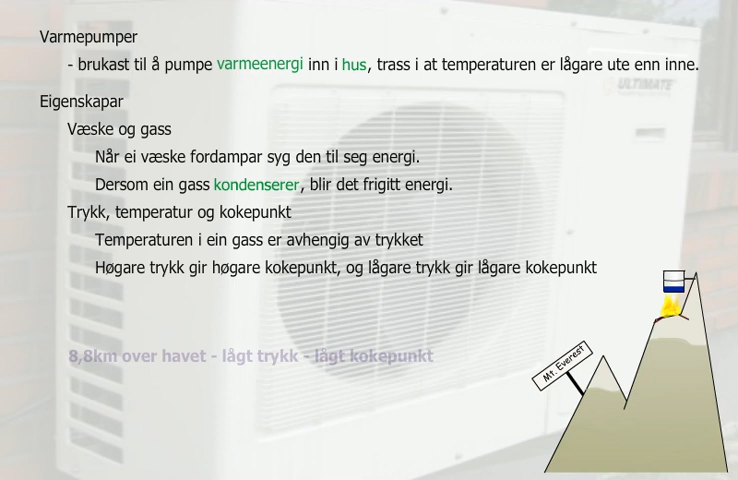 Varmepumper
- brukast til å pumpe varmeenergi inn i hus, trass i at temperaturen er lågare ute enn inne.
Eigenskapar
Væske og gass
Når ei væske fordampar syg den til seg energi.
Dersom ein gass kondenserer, blir det frigitt energi.
Trykk, temperatur og kokepunkt
Temperaturen i ein gass er avhengig av trykket
Høgare trykk gir høgare kokepunkt, og lågare trykk gir lågare kokepunkt
8,8km over havet - lågt trykk - lågt kokepunkt
Mt. Everest
ULTIMATE